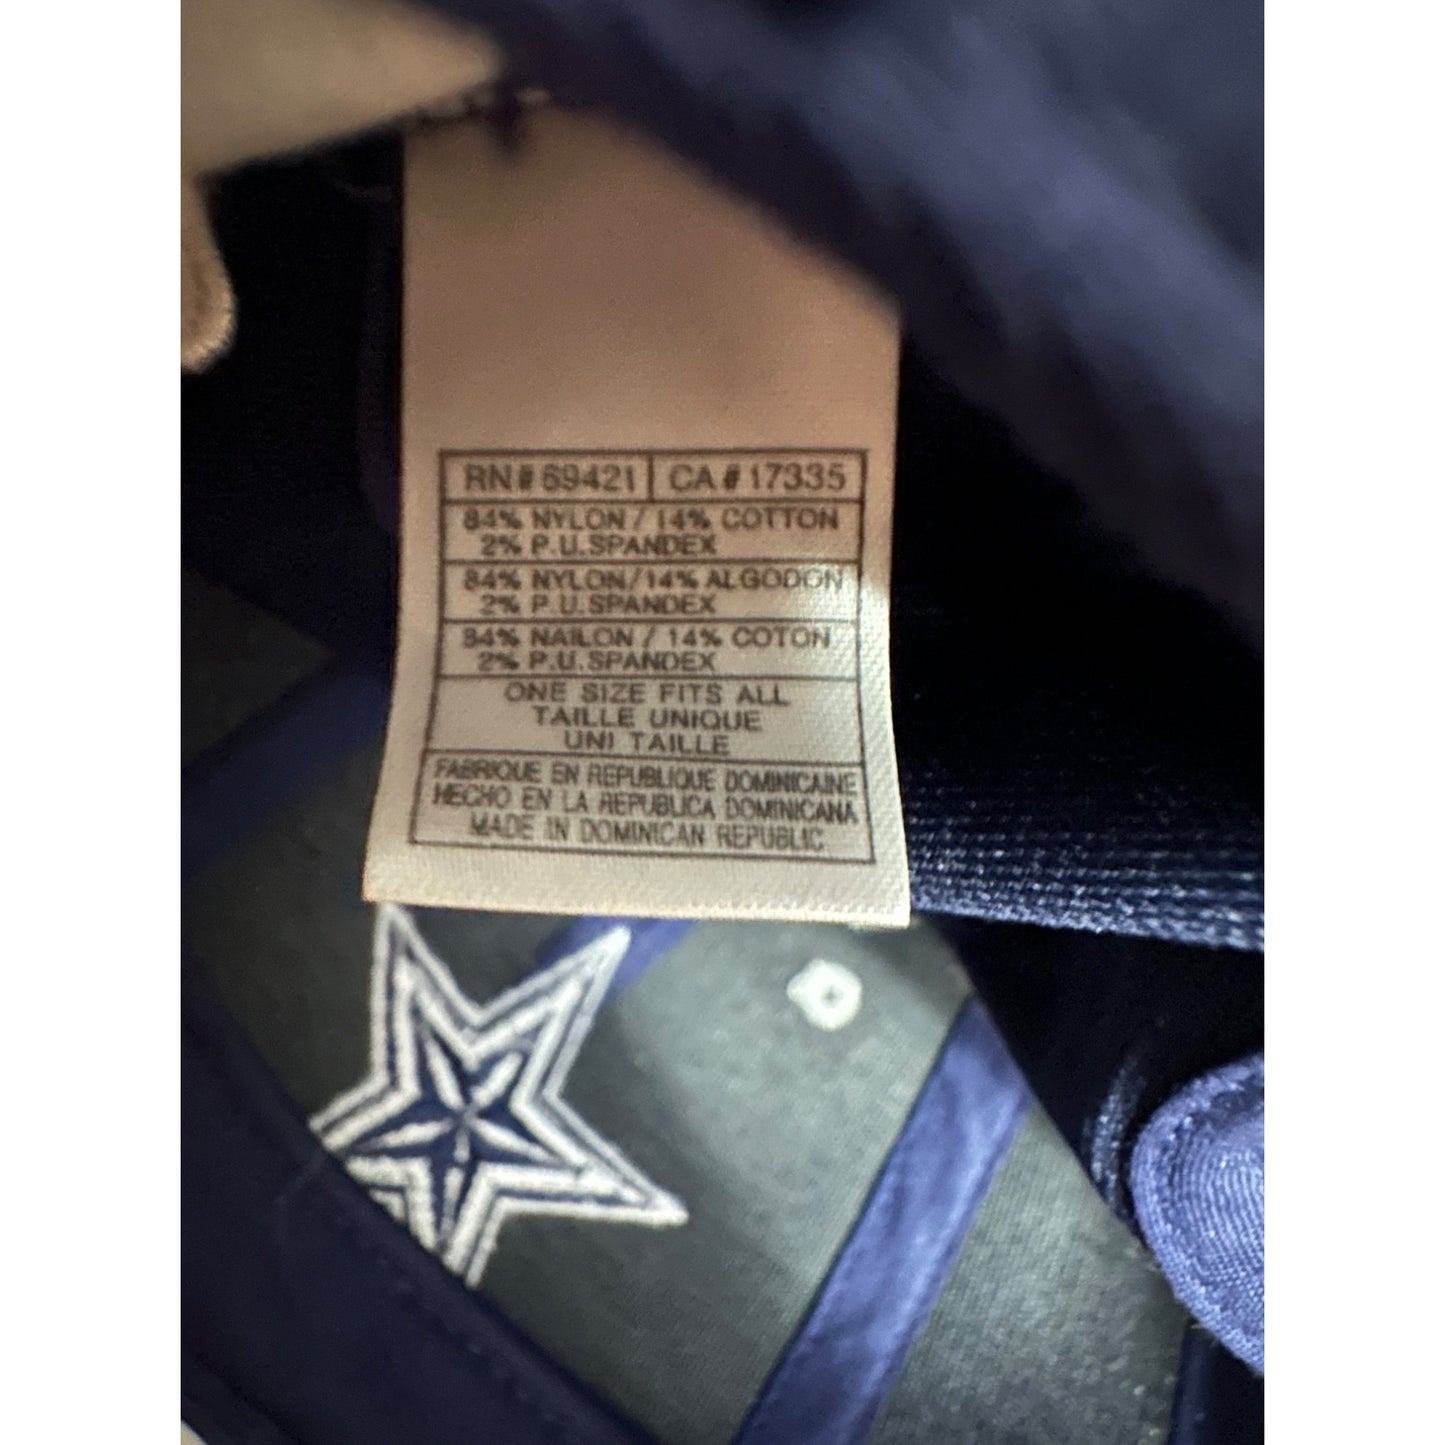 RN# 69421 CA# 17335
84% NYLON / 14% COTTON
2% P.U.SPANDEX
84% NYLON/14% ALGODON
2% P.U.SPANDEX
84% NAILON / 14% COTON
2% P.U.SPANDEX
ONE SIZE FITS ALL
TAILLE UNIQUE
UNI TAILLE
FABRIQUE EN REPUBLIQUE DOMINICAINE
HECHO EN LA REPUBLICA DOMINICANA
MADE IN DOMINICAN REPUBLIC